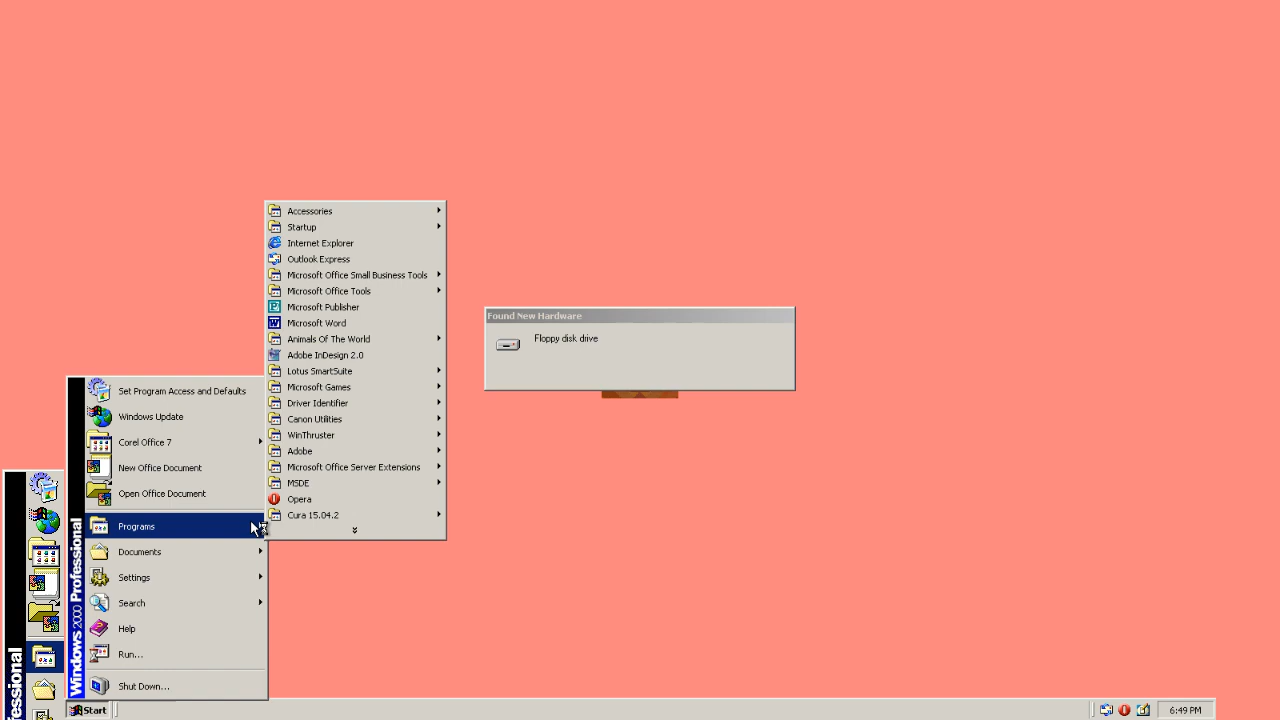 Accessories
Startup
Internet Explorer
Outlook Express
Microsoft Office Small Business Tools
Microsoft Office Tools
Microsoft Publisher
Microsoft Word
Animals Of The World
Adobe InDesign 2.0
Lotus SmartSuite
Microsoft Games
Driver Identifier
Canon Utilities
WinThruster
Adobe
Microsoft Office Server Extensions
MSDE
Opera
Cura 15.04.2
Found New Hardware
Floppy disk drive
Set Program Access and Defaults
Windows Update
Corel Office 7
New Office Document
Open Office Document
Programs
Documents
Settings
Search
Help
Run...
Shut Down...
Windows 2000 Professional
essional
Start
6:49 PM